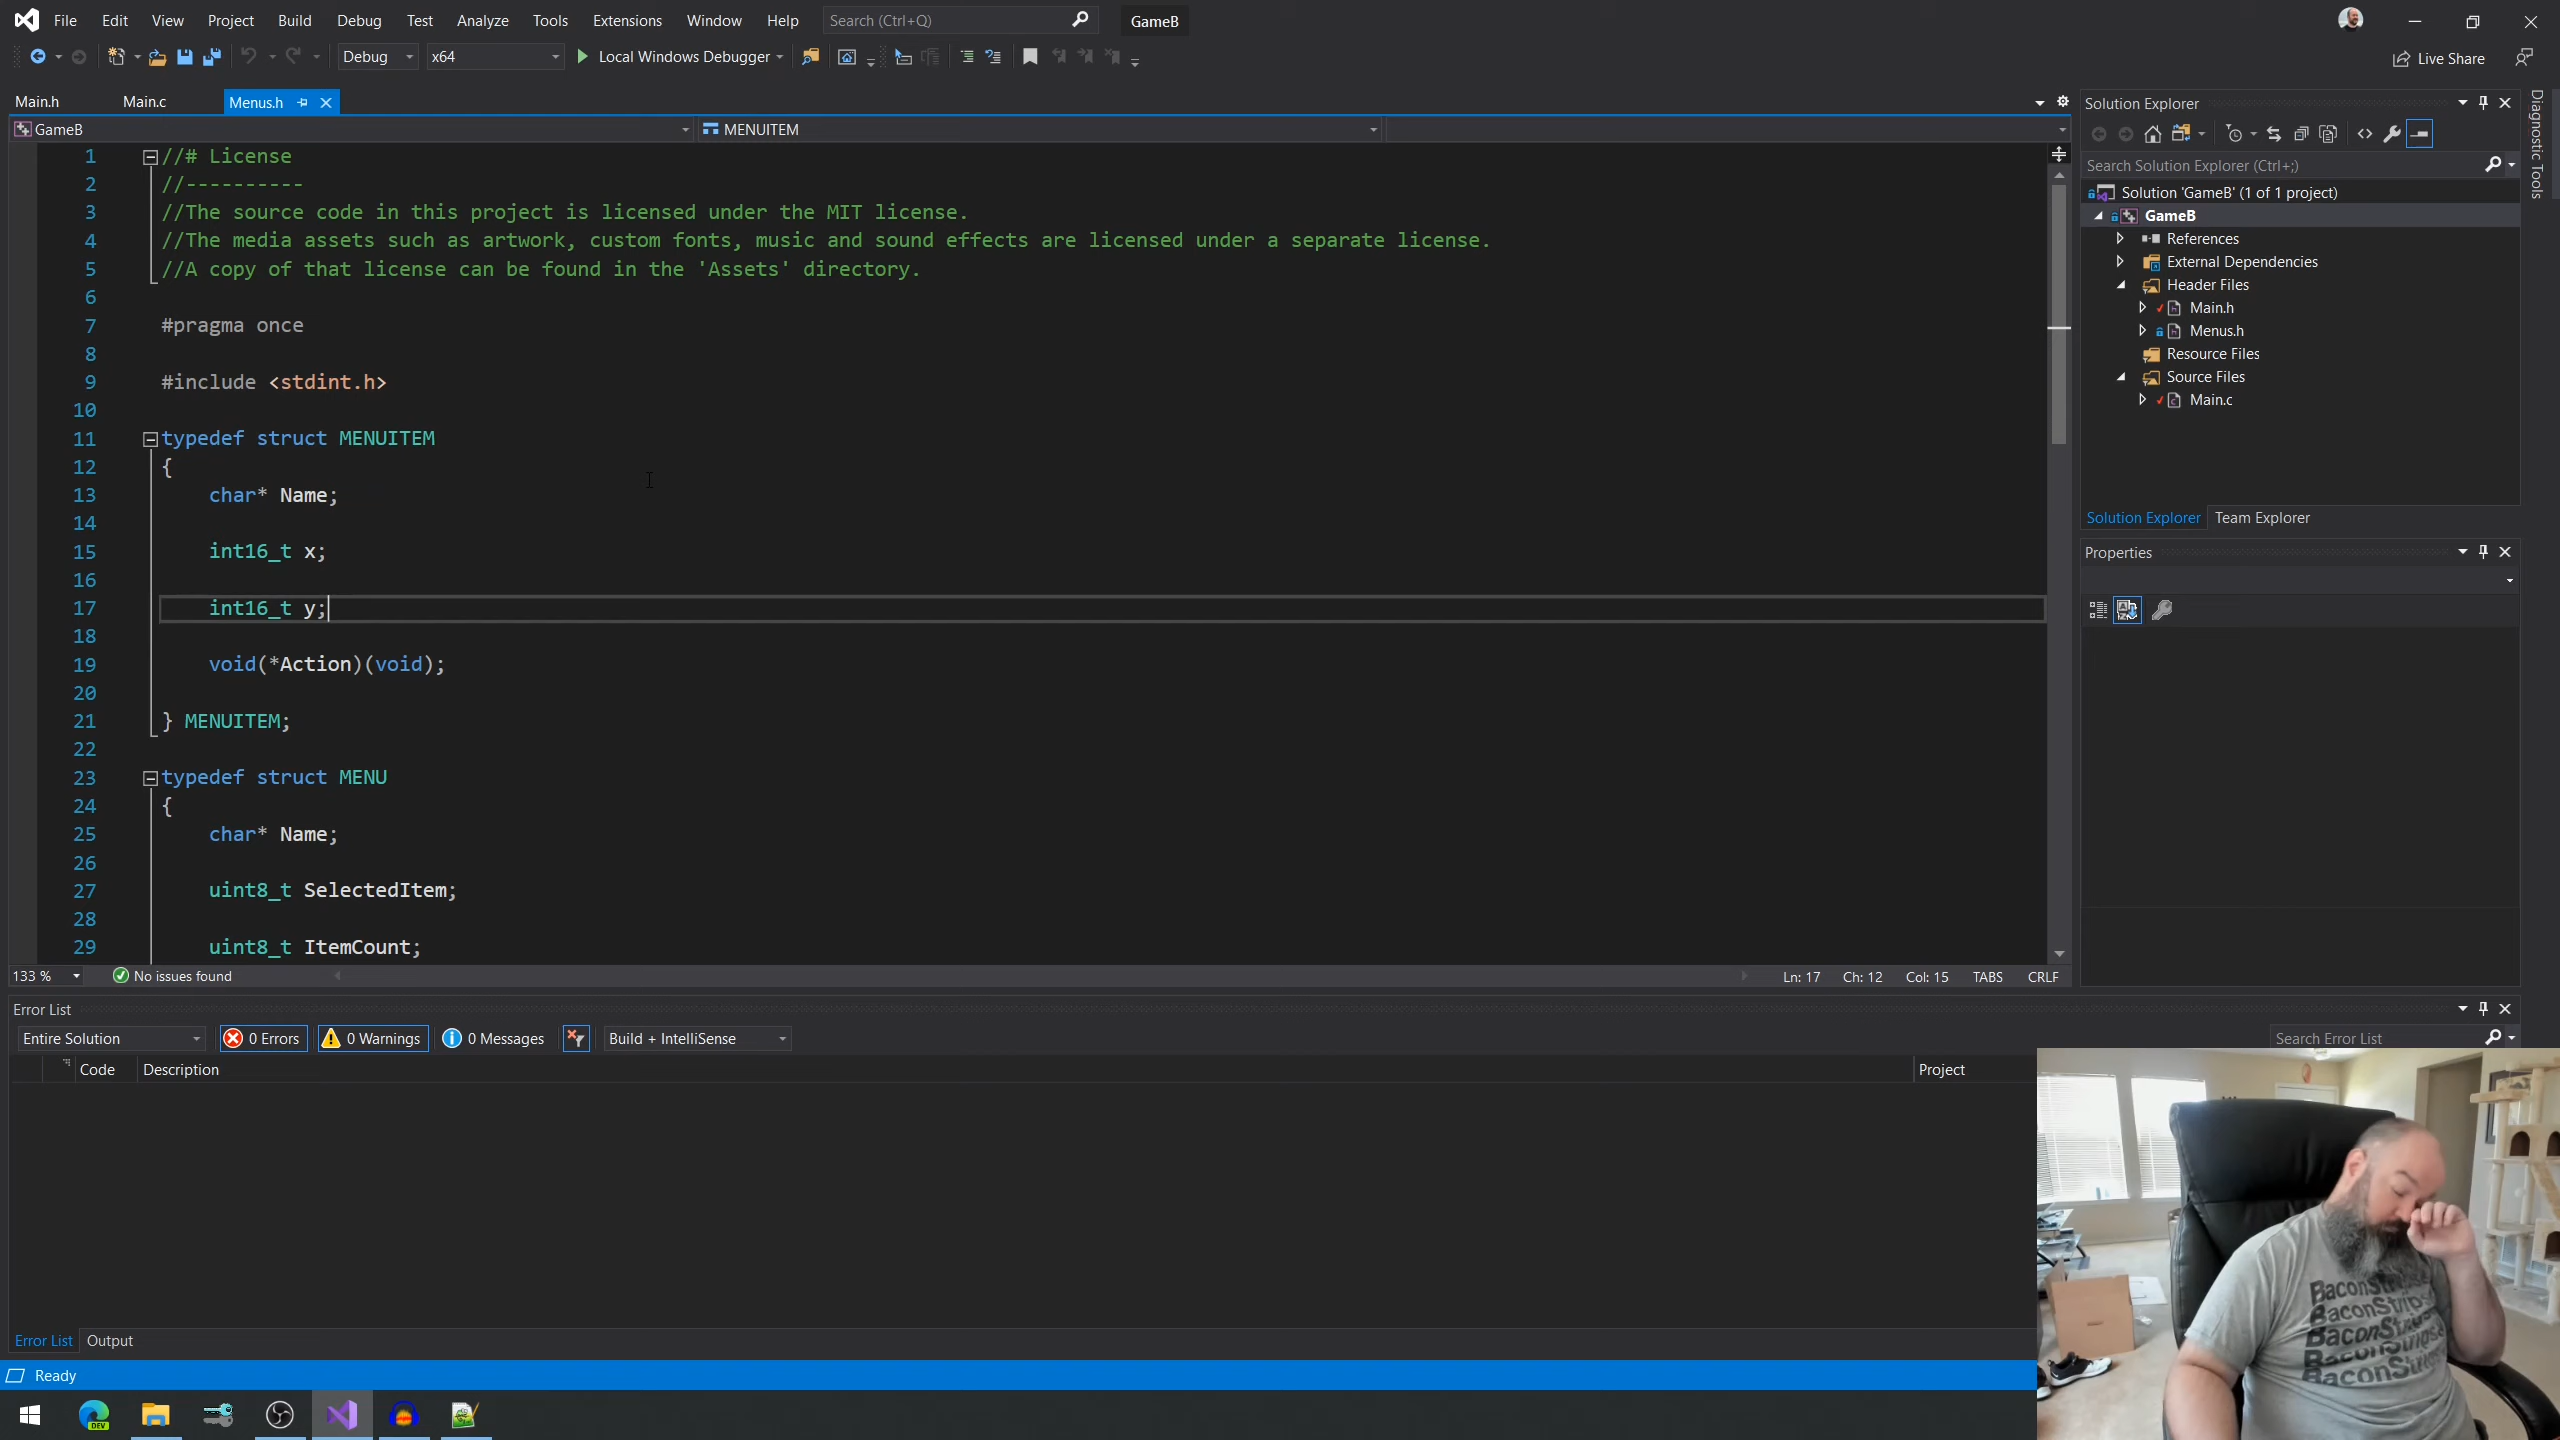 File Edit View Project Build Debug Test Analyze Tools Extensions Window Help Search (Ctrl+Q) GameB
Debug x64 Local Windows Debugger Live Share
Main.h Main.c Menus.h
GameB MENUITEM
1 //# License
2 //----------
3 //The source code in this project is licensed under the MIT license.
4 //The media assets such as artwork, custom fonts, music and sound effects are licensed under a separate license.
5 //A copy of that license can be found in the 'Assets' directory.
6
7 #pragma once
8
9 #include <stdint.h>
10
11 typedef struct MENUITEM
12 {
13 char* Name;
14
15 int16_t x;
16
17 int16_t y;
18
19 void(*Action)(void);
20
21 } MENUITEM;
22
23 typedef struct MENU
24 {
25 char* Name;
26
27 uint8_t SelectedItem;
28
29 uint8_t ItemCount;
133 % No issues found Ln: 17 Ch: 12 Col: 15 TABS CRLF
Solution Explorer
Search Solution Explorer (Ctrl+;)
Solution 'GameB' (1 of 1 project)
GameB
References
External Dependencies
Header Files
Main.h
Menus.h
Resource Files
Source Files
Main.c
Solution Explorer Team Explorer
Properties
Diagnostic Tools
Error List
Entire Solution 0 Errors 0 Warnings 0 Messages Build + IntelliSense Search Error List
Code Description Project
Error List Output
Ready
DEV
BaconStrips
BaconStrips
BaconStrips
BaconStrips
BaconStrips